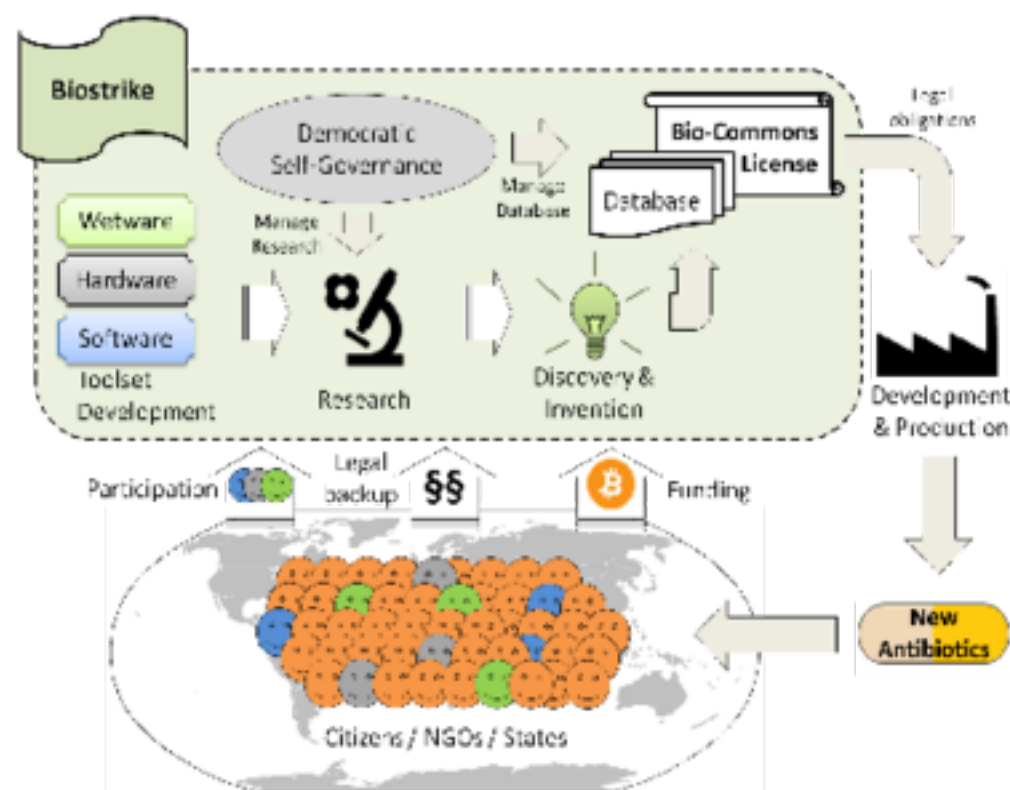 Biostrike
Legal
obligations
Democratic
Self-Governance
Bio-Commons
License
Database
Manage
Database
Manage
Research
Wetware
Hardware
Software
Toolset
Development
Research
Discovery &
Invention
Development
& Production
Participation
Legal
backup
§§
Funding
New
Antibiotics
Citizens / NGOs / States